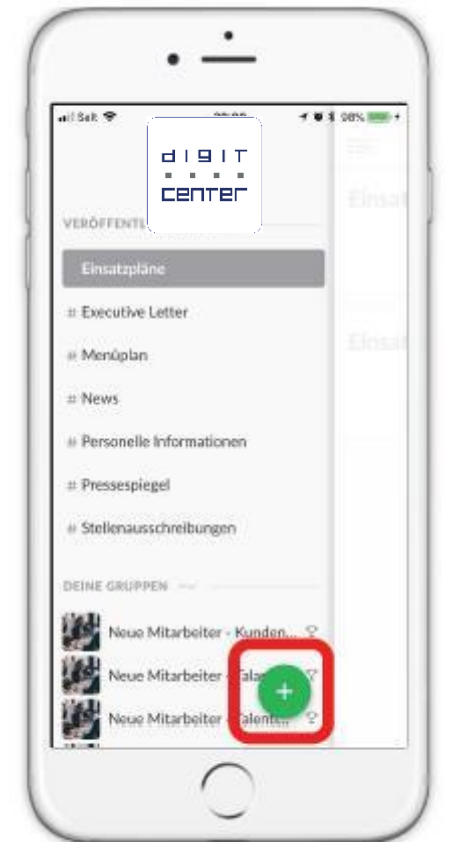 Salt 98%
digit
center
Einsat
Einsatzpläne
# Executive Letter
# Menüplan
Einsat
# News
# Personelle Informationen
# Pressespiegel
# Stellenausschreibungen
DEINE GRUPPEN
Neue Mitarbeiter - Kunden...
Neue Mitarbeiter -
+
Neue Mitarbeiter - Talent...